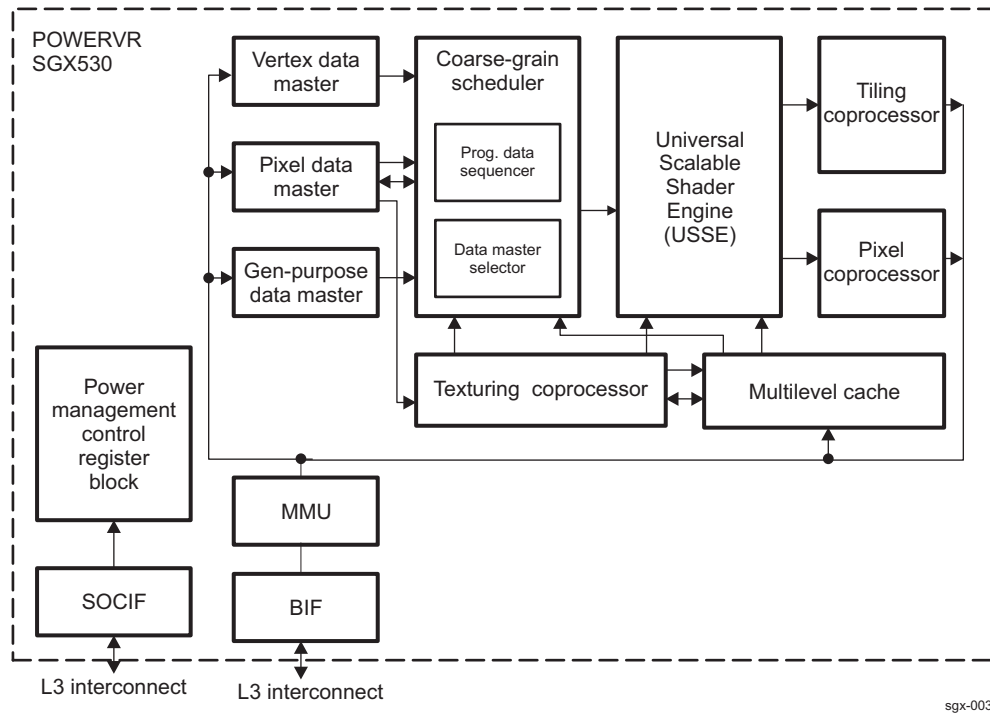 POWERVR
SGX530
Vertex data
master
Coarse-grain
scheduler
Pixel data
master
Prog. data
sequencer
Gen-purpose
data master
Data master
selector
Universal
Scalable
Shader
Engine
(USSE)
Tiling
coprocessor
Pixel
coprocessor
Power
management
control
register
block
Texturing coprocessor
Multilevel cache
MMU
SOCIF
BIF
L3 interconnect
L3 interconnect
sgx-003